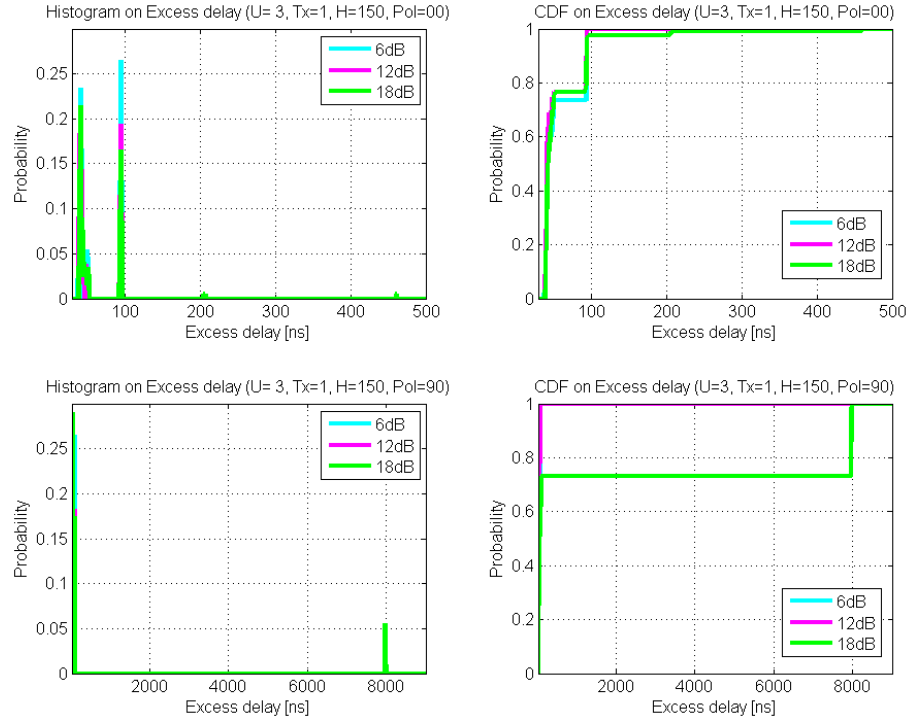 Histogram on Excess delay (U= 3, Tx=1, H=150, Pol=00)
Probability
0.25
0.2
0.15
0.1
0.05
0
100
200
300
400
500
Excess delay [ns]
6dB
12dB
18dB
CDF on Excess delay (U=3, Tx=1, H=150, Pol=00)
Probability
1
0.8
0.6
0.4
0.2
0
100
200
300
400
500
Excess delay [ns]
6dB
12dB
18dB
Histogram on Excess delay (U= 3, Tx=1, H=150, Pol=90)
Probability
0.25
0.2
0.15
0.1
0.05
0
2000
4000
6000
8000
Excess delay [ns]
6dB
12dB
18dB
CDF on Excess delay (U=3, Tx=1, H=150, Pol=90)
Probability
1
0.8
0.6
0.4
0.2
0
2000
4000
6000
8000
Excess delay [ns]
6dB
12dB
18dB